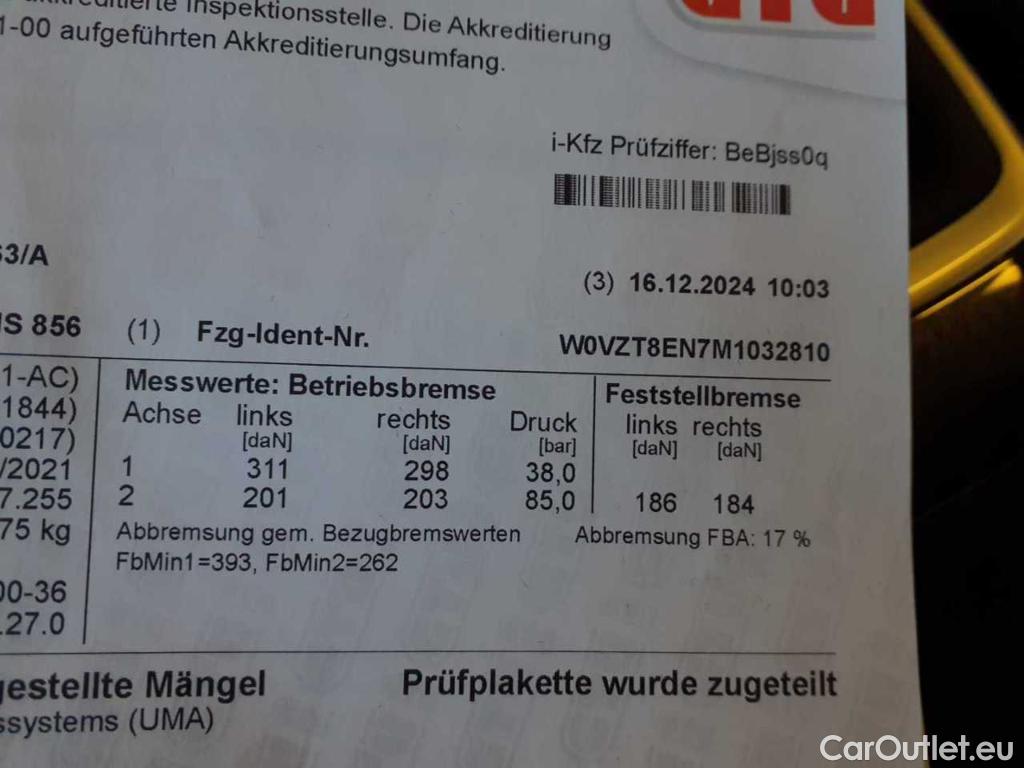 akkreditierte Inspektionsstelle. Die Akkreditierung
1-00 aufgeführten Akkreditierungsumfang.
i-Kfz Prüfziffer: BeBjss0q
63/A
(3) 16.12.2024 10:03
US 856 (1) Fzg-Ident-Nr. W0VZT8EN7M1032810
1-AC) Messwerte: Betriebsbremse Feststellbremse
1844) Achse links rechts Druck links rechts
0217) [daN] [daN] [bar] [daN] [daN]
/2021 1 311 298 38,0
7.255 2 201 203 85,0 186 184
75 kg Abbremsung gem. Bezugbremswerten Abbremsung FBA: 17 %
FbMin1=393, FbMin2=262
00-36
.27.0
gestellte Mängel Prüfplakette wurde zugeteilt
ssystems (UMA)
CarOutlet.eu